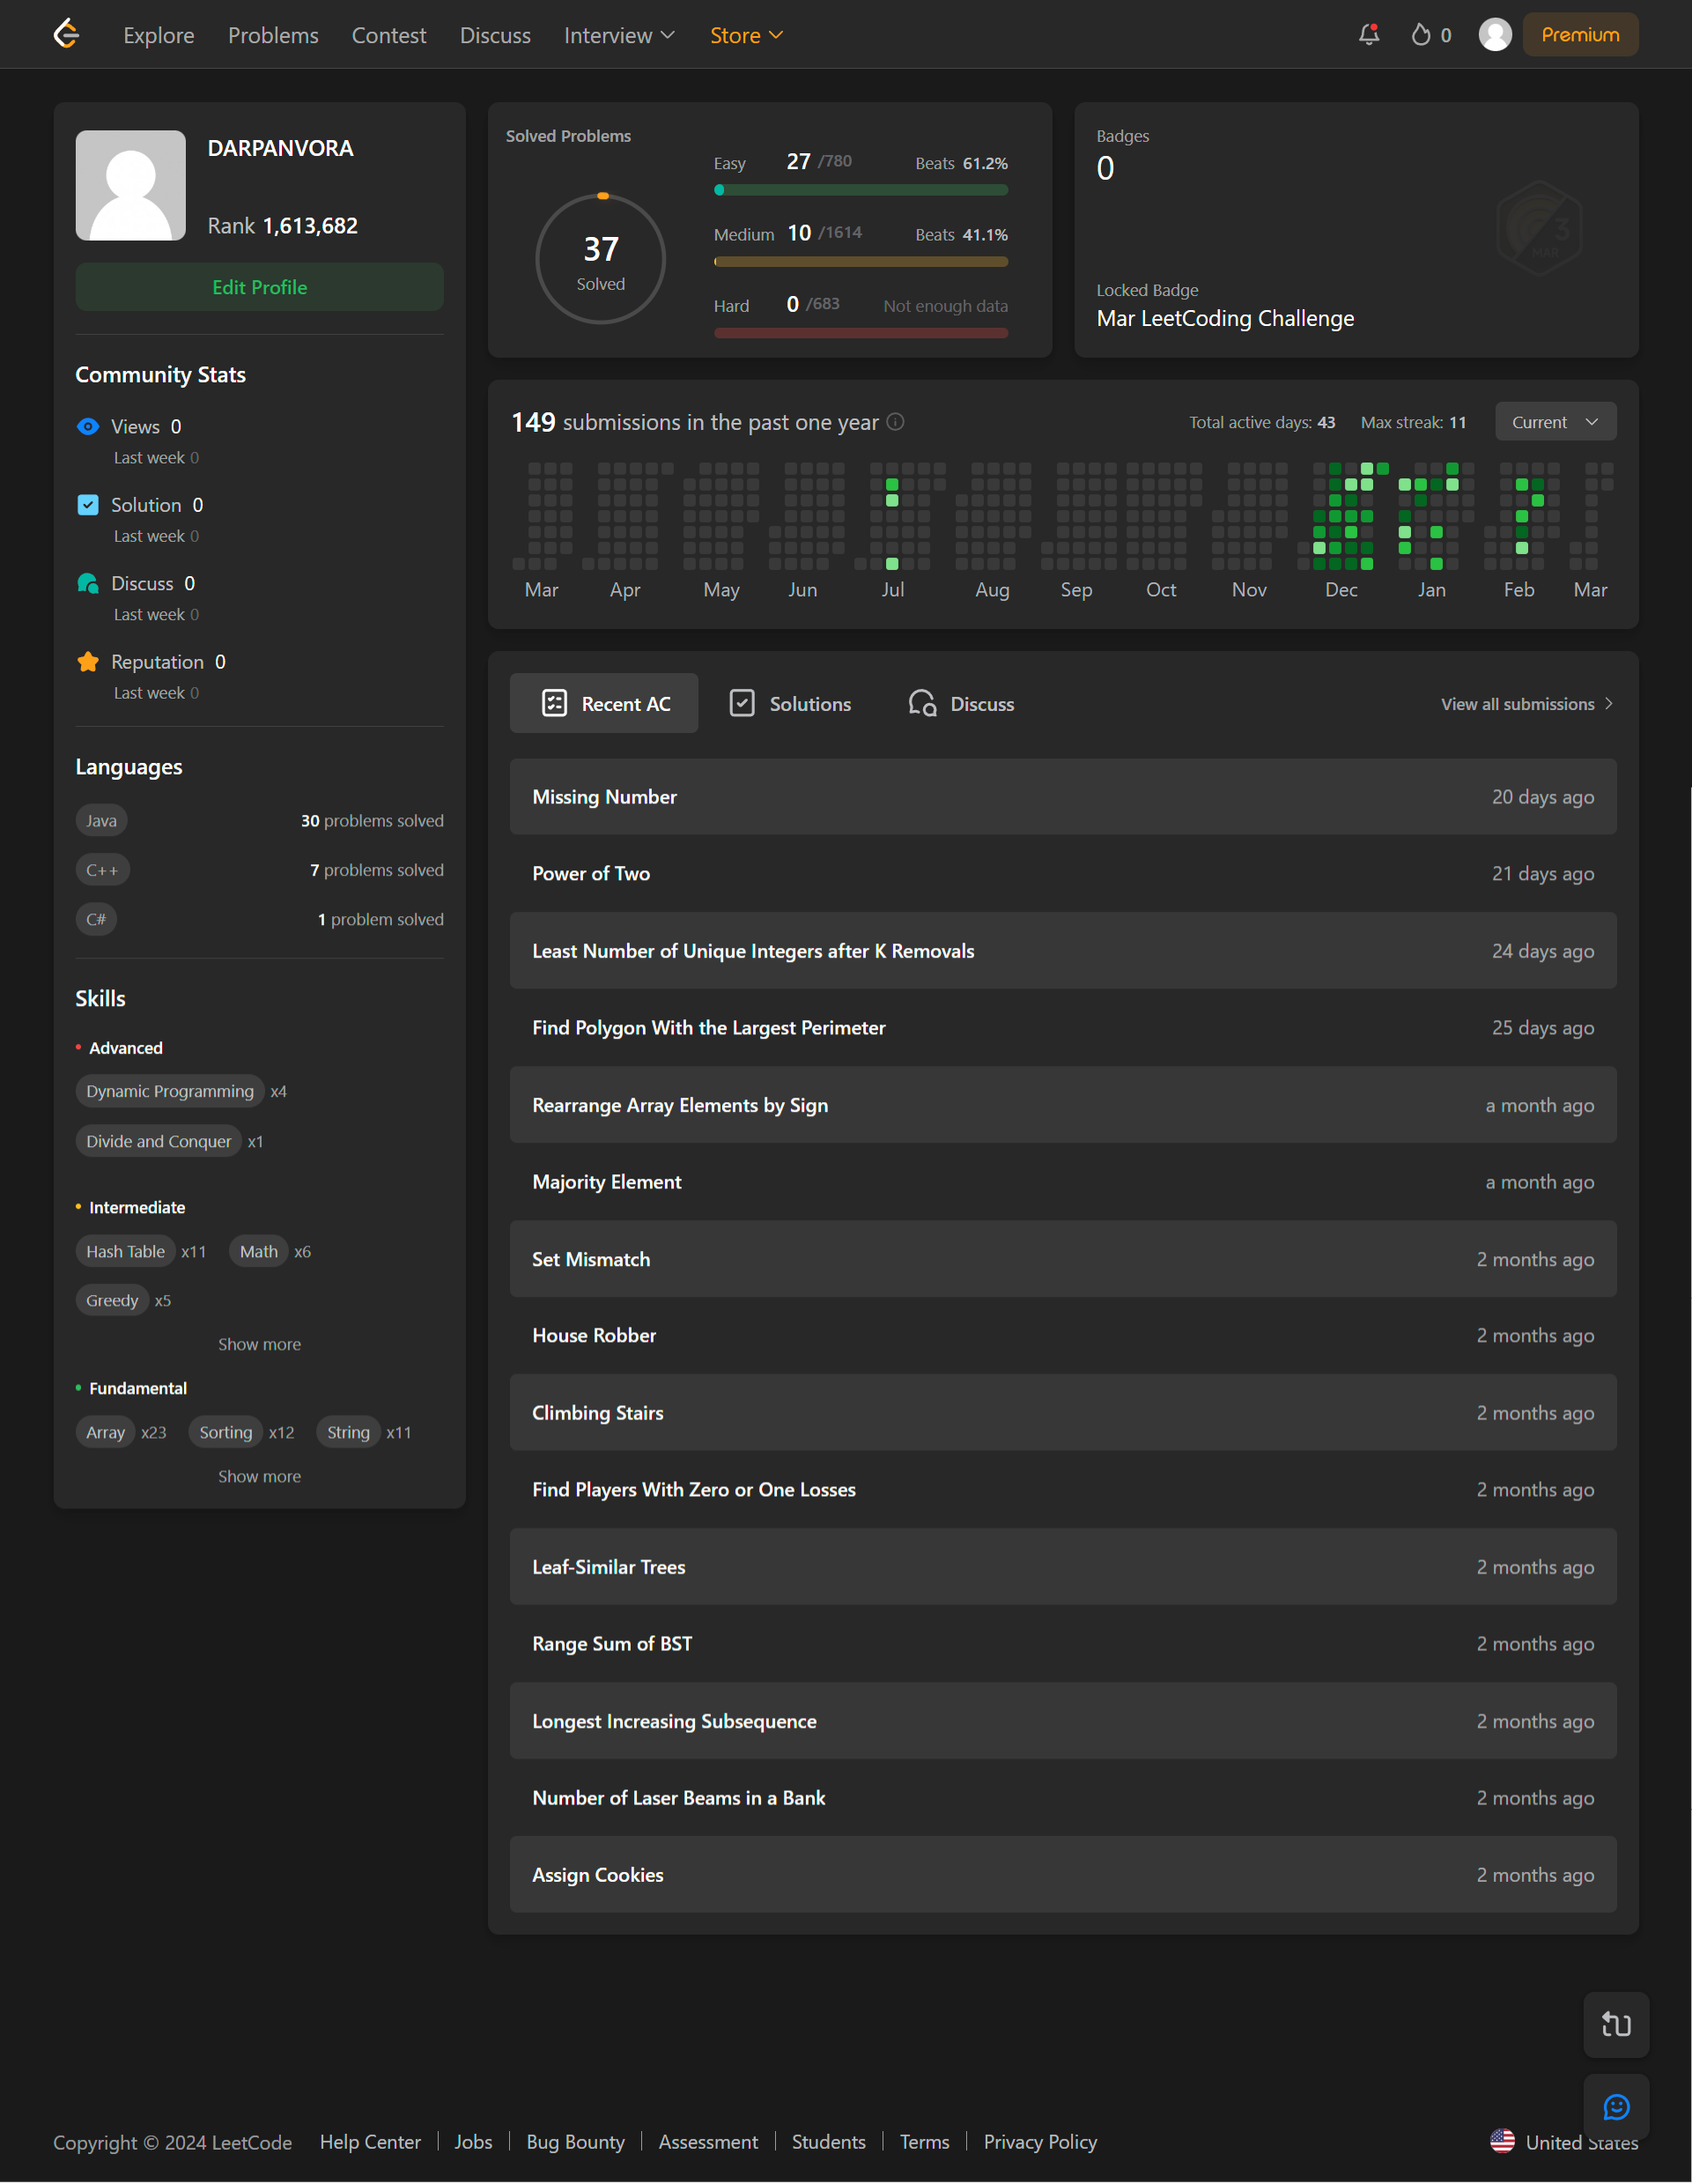 Explore Problems Contest Discuss Interview Store 0 Premium
DARPANVORA
Rank 1,613,682
Edit Profile
Community Stats
Views 0
Last week 0
Solution 0
Last week 0
Discuss 0
Last week 0
Reputation 0
Last week 0
Languages
Java 30 problems solved
C++ 7 problems solved
C# 1 problem solved
Skills
Advanced
Dynamic Programming x4
Divide and Conquer x1
Intermediate
Hash Table x11 Math x6
Greedy x5
Show more
Fundamental
Array x23 Sorting x12 String x11
Show more
Solved Problems
37
Solved
Easy 27 /780 Beats 61.2%
Medium 10 /1614 Beats 41.1%
Hard 0 /683 Not enough data
Badges
0
3
MAR
Locked Badge
Mar LeetCoding Challenge
149 submissions in the past one year Total active days: 43 Max streak: 11 Current
Mar Apr May Jun Jul Aug Sep Oct Nov Dec Jan Feb Mar
Recent AC Solutions Discuss View all submissions
Missing Number 20 days ago
Power of Two 21 days ago
Least Number of Unique Integers after K Removals 24 days ago
Find Polygon With the Largest Perimeter 25 days ago
Rearrange Array Elements by Sign a month ago
Majority Element a month ago
Set Mismatch 2 months ago
House Robber 2 months ago
Climbing Stairs 2 months ago
Find Players With Zero or One Losses 2 months ago
Leaf-Similar Trees 2 months ago
Range Sum of BST 2 months ago
Longest Increasing Subsequence 2 months ago
Number of Laser Beams in a Bank 2 months ago
Assign Cookies 2 months ago
Copyright © 2024 LeetCode Help Center Jobs Bug Bounty Assessment Students Terms Privacy Policy United States